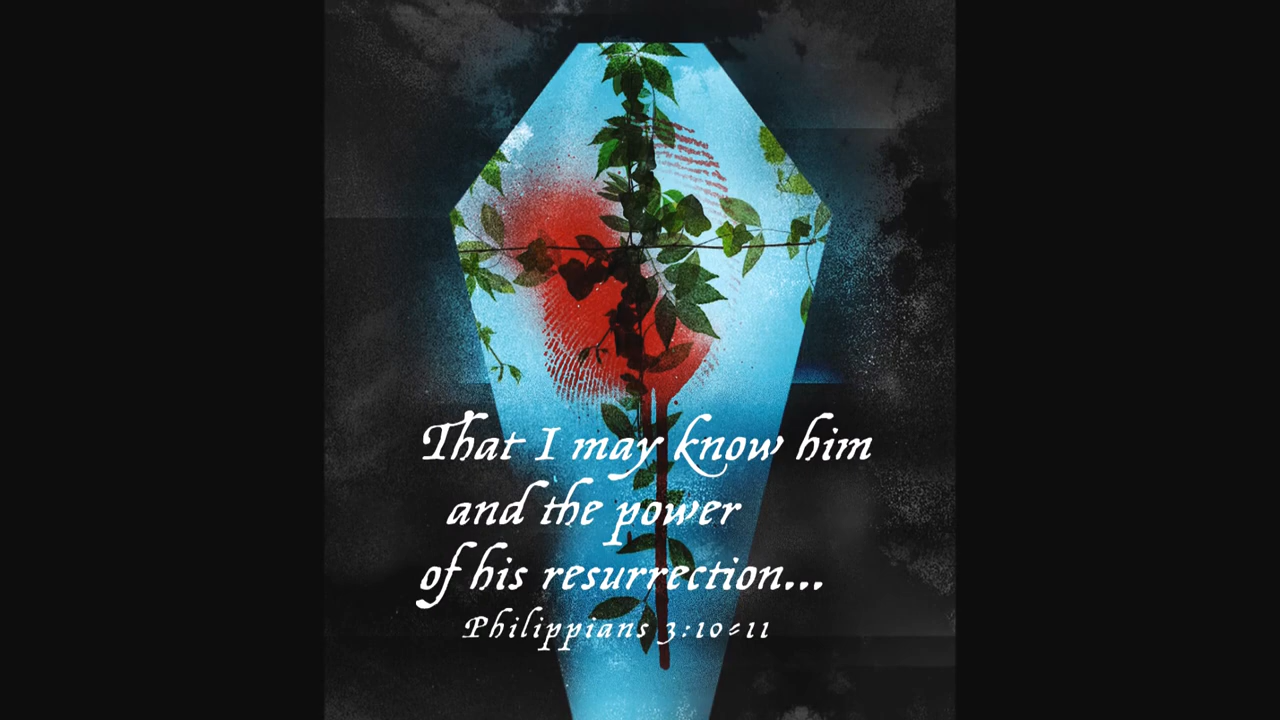 That I may know him
and the power
of his resurrection...
Philippians 3:10-11